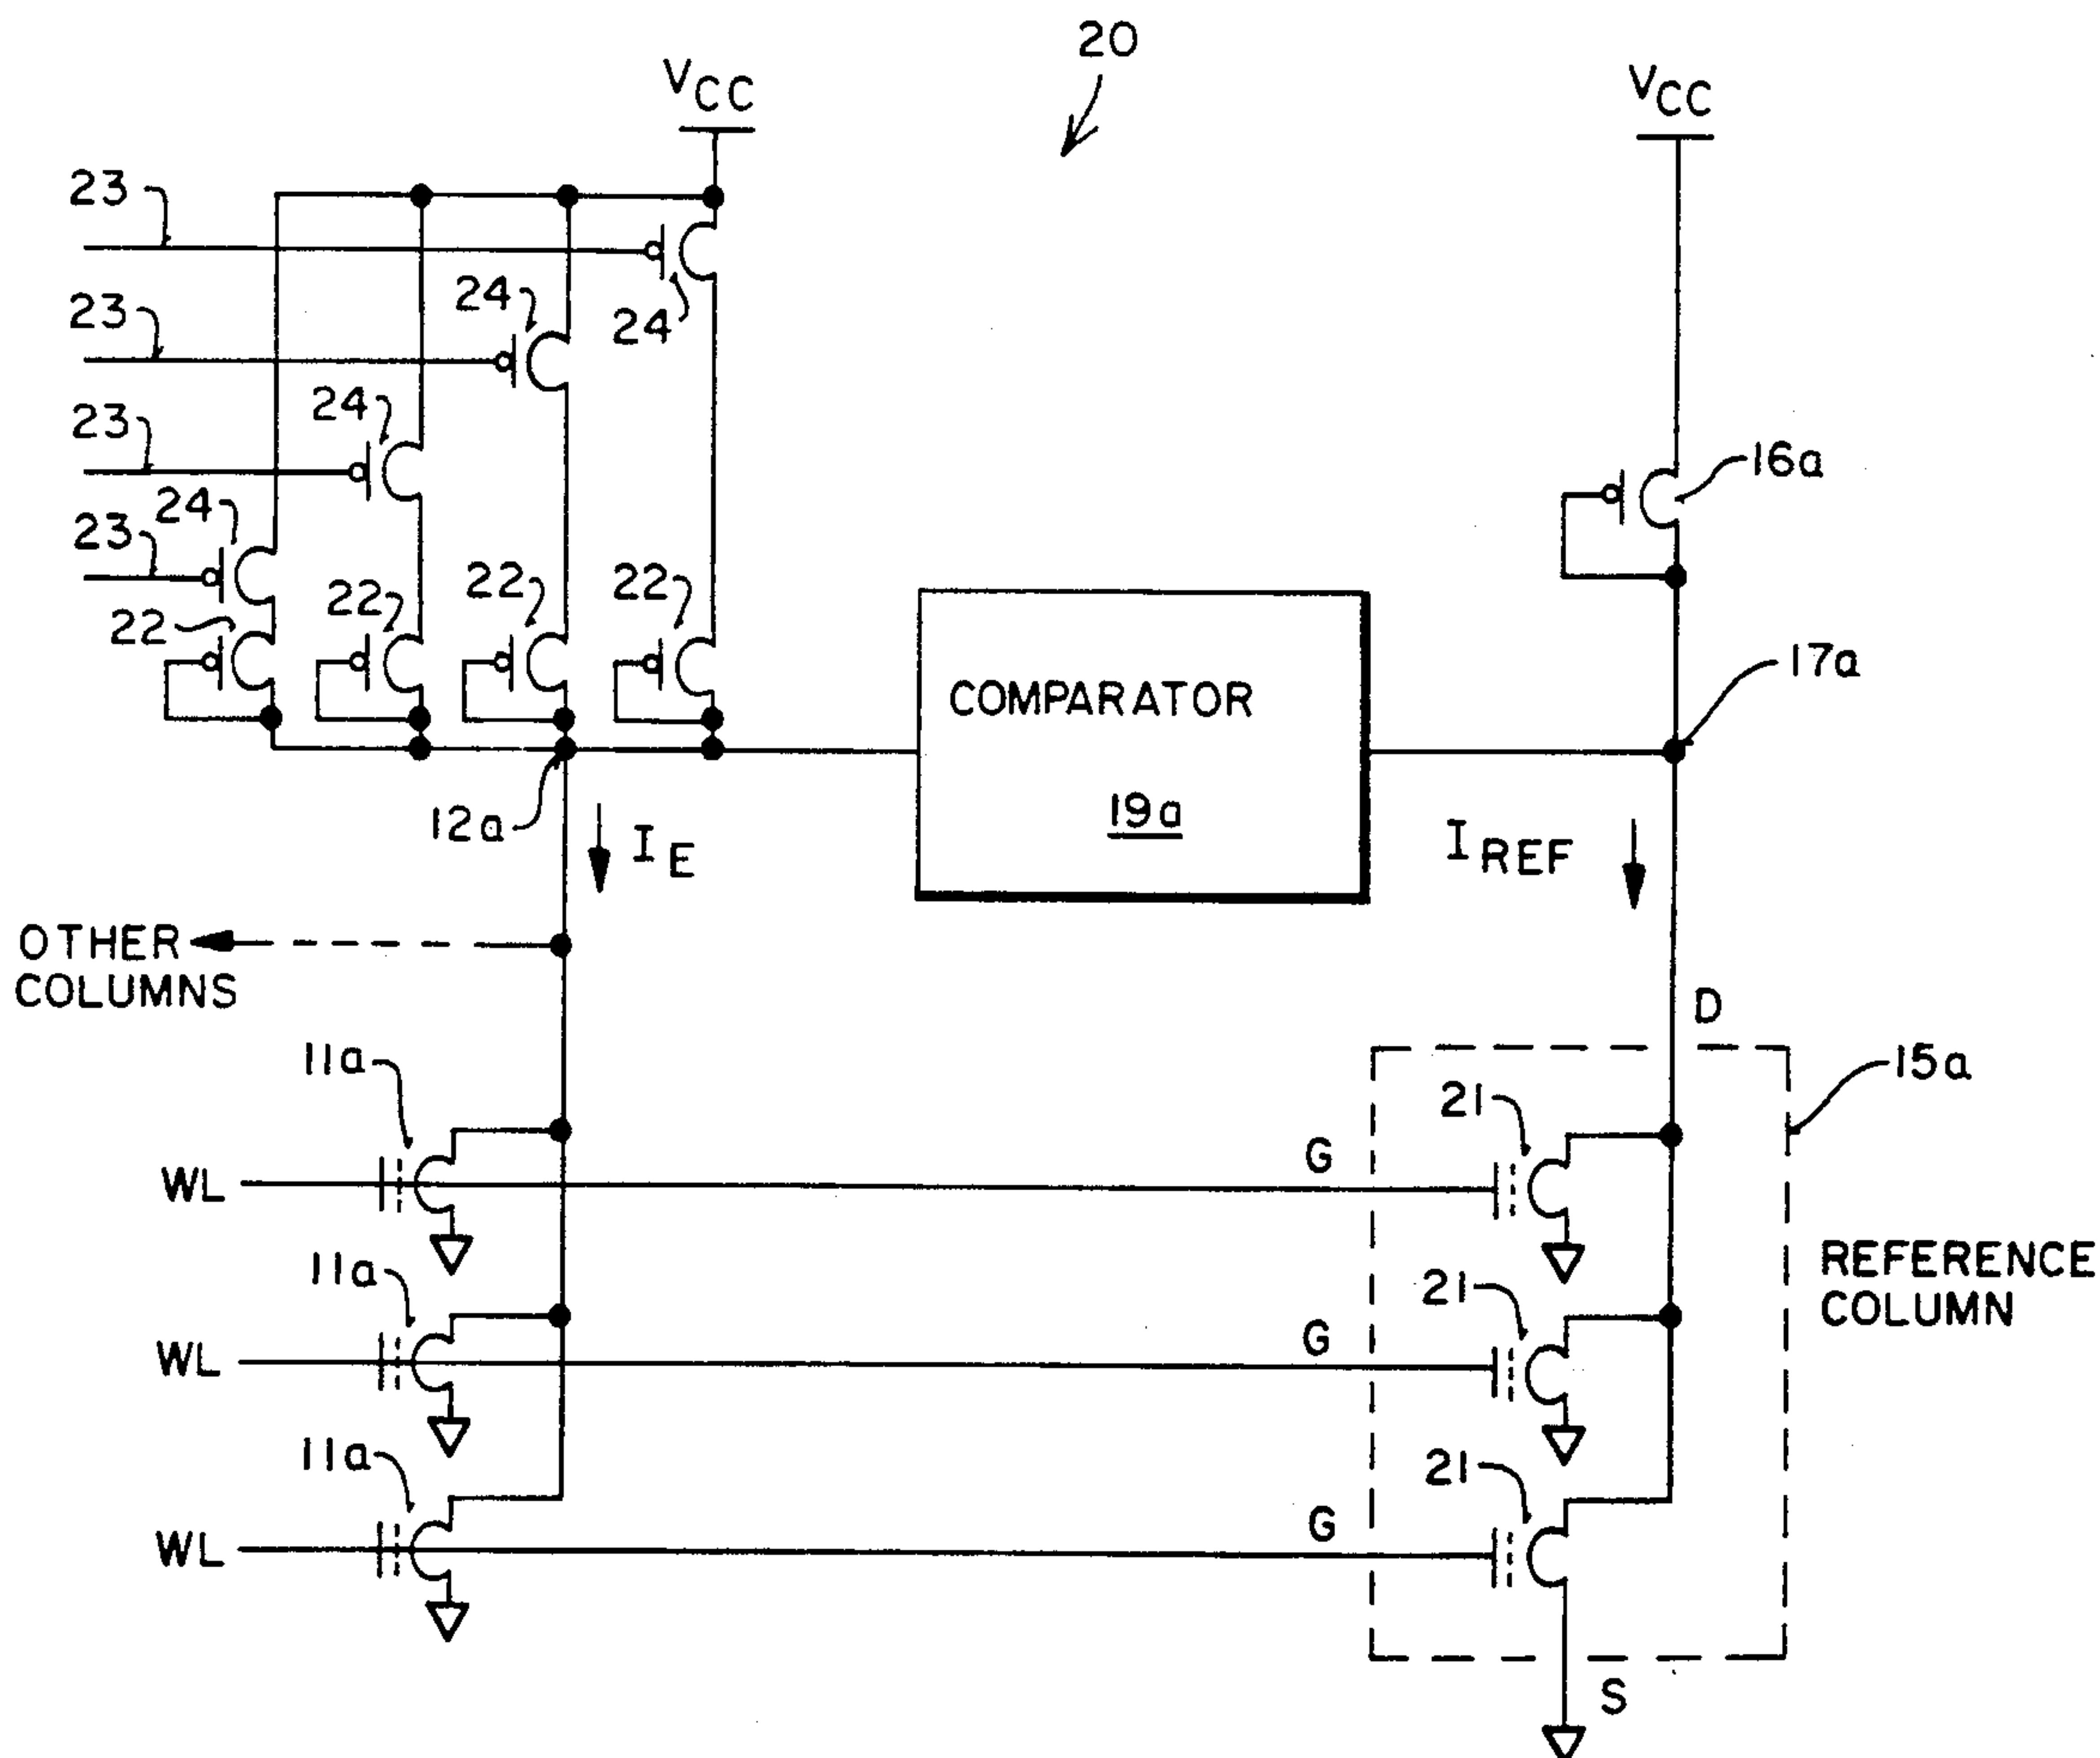 20
VCC
VCC
23
23
24
24
24
23
24
23
16a
22
22
22
22
17a
COMPARATOR
19a
12a
IE
IREF
OTHER
COLUMNS
D
11a
21
15a
WL
G
11a
21
REFERENCE
COLUMN
WL
G
11a
21
WL
G
S